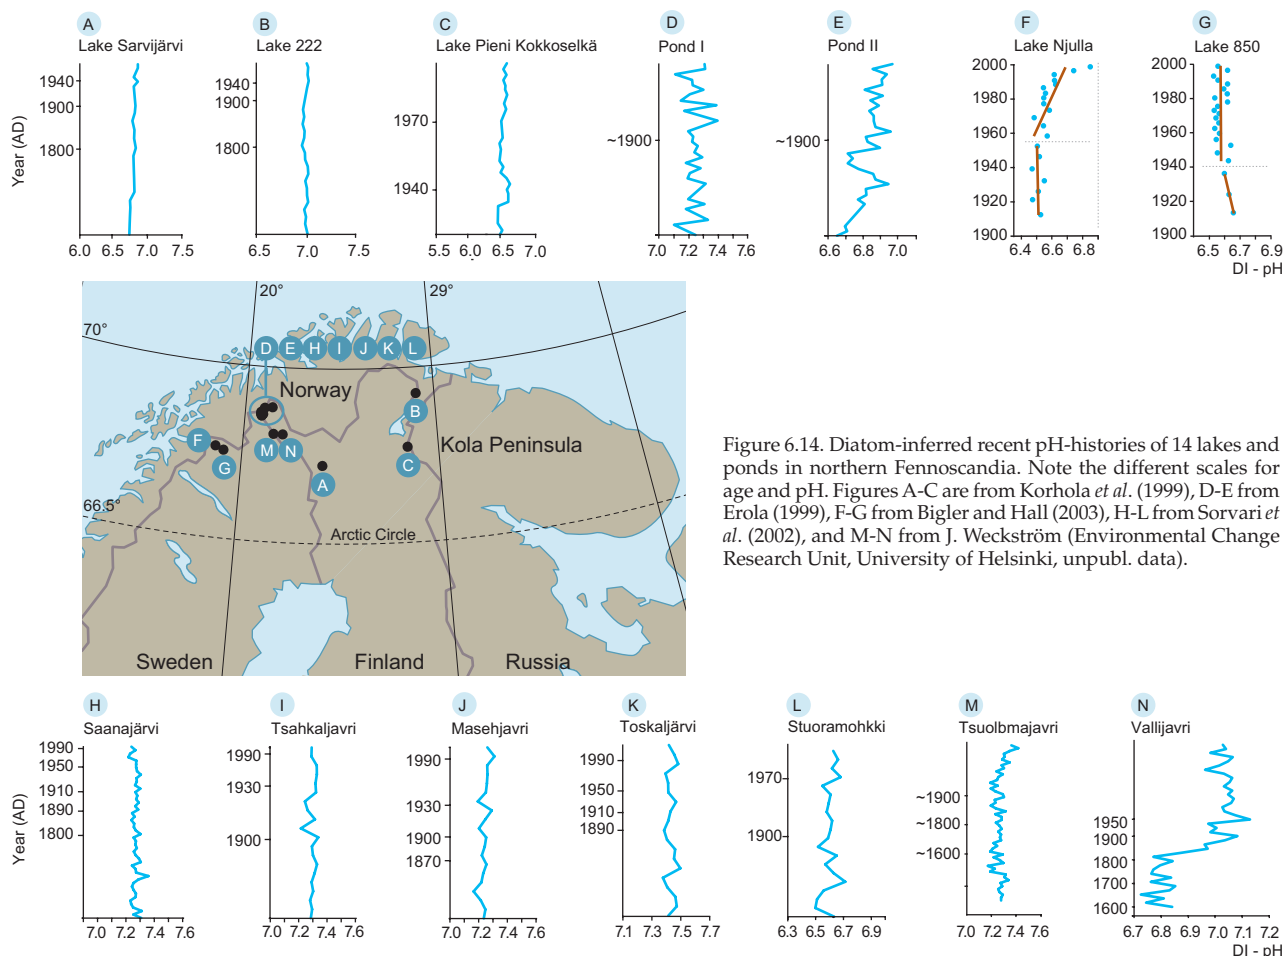 A
B
C
D
E
F
G
Lake Sarvijärvi
Lake 222
Lake Pieni Kokkoselkä
Pond I
Pond II
Lake Njulla
Lake 850
Year (AD)
1940
1900
1800
6.0 6.5 7.0 7.5
1940
1900
1800
6.5 7.0 7.5
1970
1940
5.5 6.0 6.5 7.0
~1900
7.0 7.2 7.4 7.6
~1900
6.6 6.8 7.0
2000
1980
1960
1940
1920
1900
6.4 6.6 6.8
2000
1980
1960
1940
1920
1900
6.5 6.7 6.9
DI - pH
20°
29°
70°
D E H I J K L
Norway
B
F
Kola Peninsula
M N
G
C
A
66.5°
Arctic Circle
Sweden
Finland
Russia
Figure 6.14. Diatom-inferred recent pH-histories of 14 lakes and
ponds in northern Fennoscandia. Note the different scales for
age and pH. Figures A-C are from Korhola et al. (1999), D-E from
Erola (1999), F-G from Bigler and Hall (2003), H-L from Sorvari et
al. (2002), and M-N from J. Weckström (Environmental Change
Research Unit, University of Helsinki, unpubl. data).
H
I
J
K
L
M
N
Saanajärvi
Tsahkaljavri
Masehjavri
Toskaljärvi
Stuoramohkki
Tsuolbmajavri
Vallijavri
Year (AD)
1990
1950
1910
1890
1800
7.0 7.2 7.4 7.6
1990
1930
1900
7.0 7.2 7.4 7.6
1990
1930
1900
1870
7.0 7.2 7.4 7.6
1990
1950
1910
1890
7.1 7.3 7.5 7.7
1970
1900
6.3 6.5 6.7 6.9
~1900
~1800
~1600
7.0 7.2 7.4 7.6
1950
1900
1800
1700
1600
6.7 6.8 6.9 7.0 7.1 7.2
DI - pH